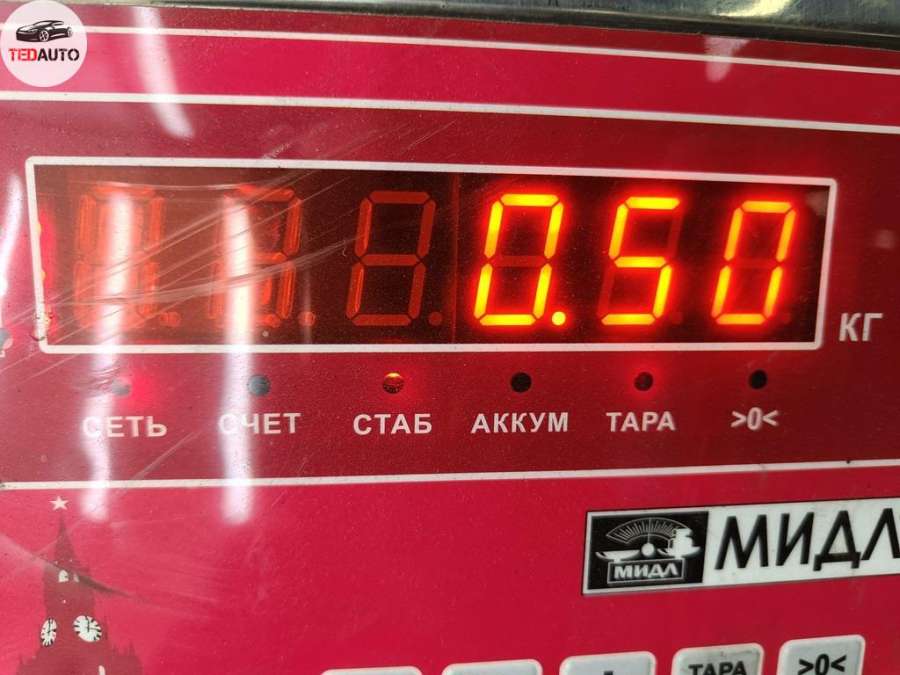 TEDAUTO
0.50
КГ
СЕТЬ СЧЕТ СТАБ АККУМ ТАРА >0<
МИДЛ МИДЛ
ТАРА >0<